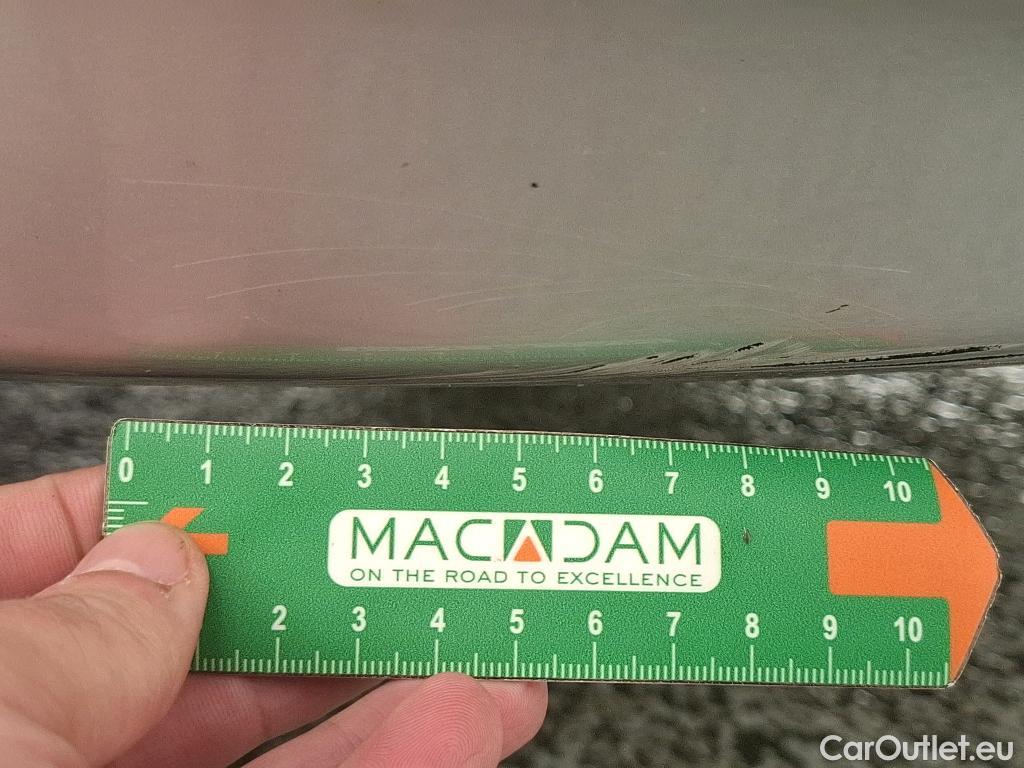 0 1 2 3 4 5 6 7 8 9 10
MACADAM
ON THE ROAD TO EXCELLENCE
2 3 4 5 6 7 8 9 10
CarOutlet.eu